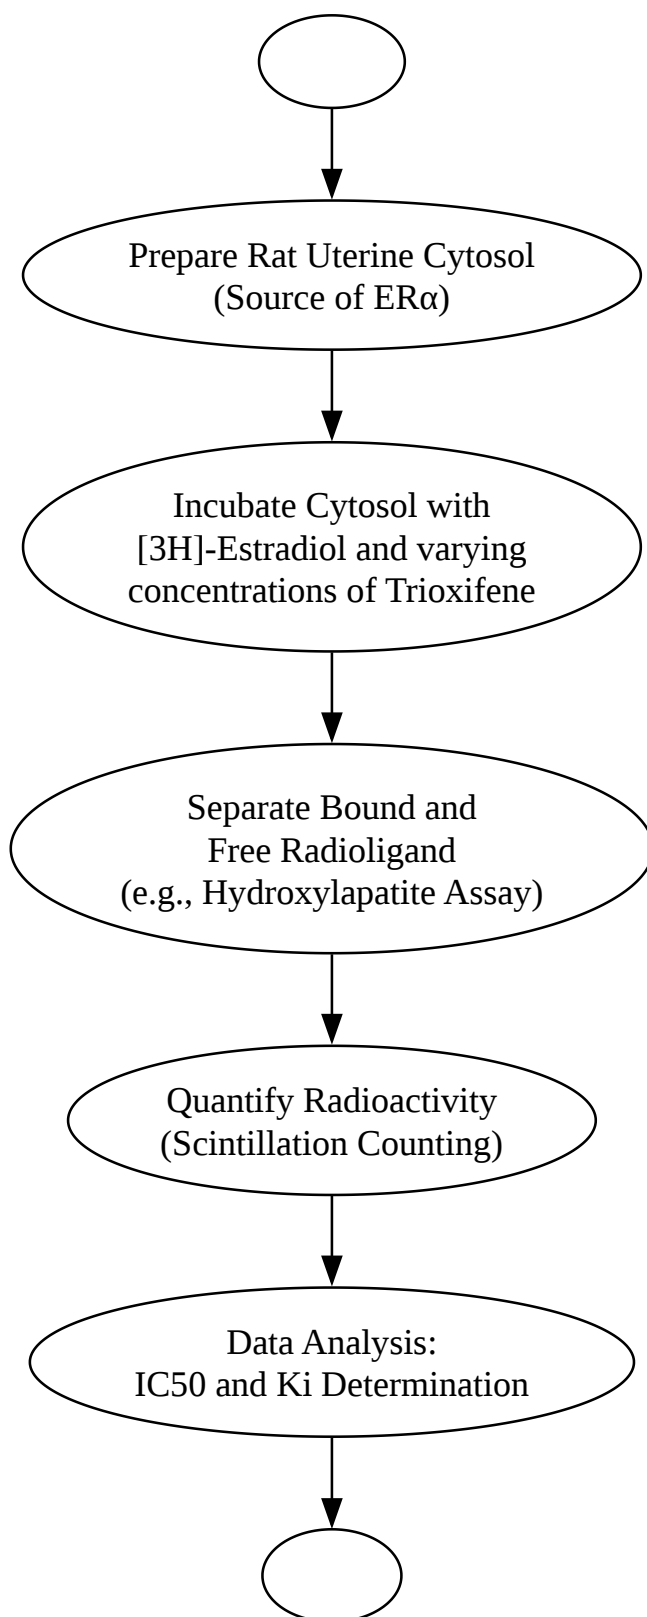 Prepare Rat Uterine Cytosol
(Source of ERα)
Incubate Cytosol with
[3H]-Estradiol and varying
concentrations of Trioxifene
Separate Bound and
Free Radioligand
(e.g., Hydroxylapatite Assay)
Quantify Radioactivity
(Scintillation Counting)
Data Analysis:
IC50 and Ki Determination